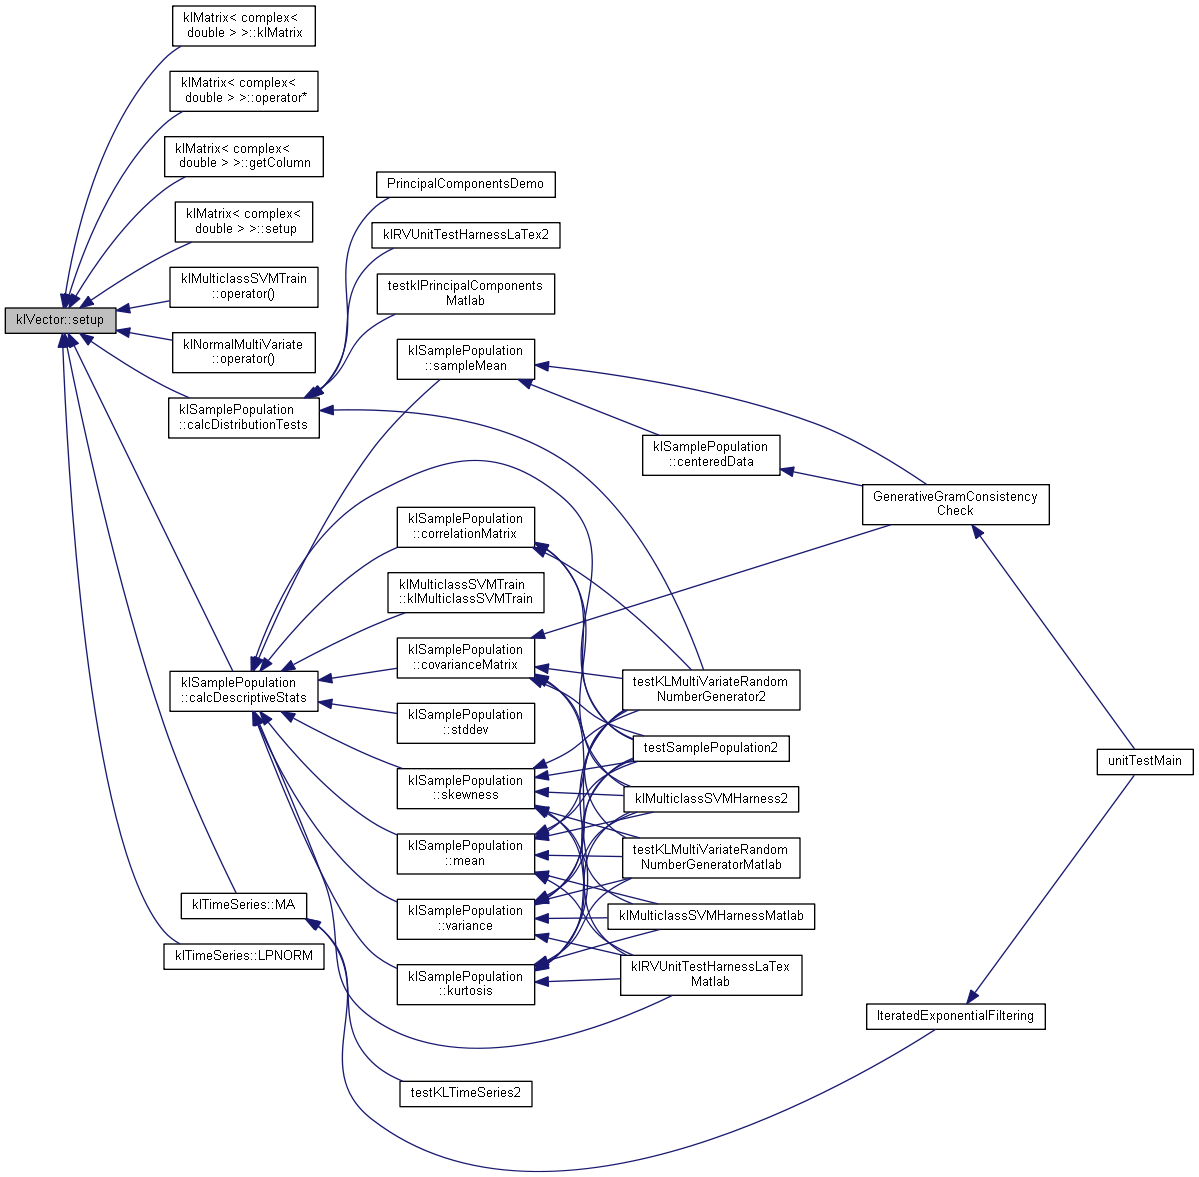 klMatrix< complex<
double > >::klMatrix
klMatrix< complex<
double > >::operator*
klMatrix< complex<
double > >::getColumn
klMatrix< complex<
double > >::setup
klMulticlassSVMTrain
::operator()
klVector::setup
klNormalMultiVariate
::operator()
klSamplePopulation
::calcDistributionTests
PrincipalComponentsDemo
klRVUnitTestHarnessLaTex2
testklPrincipalComponents
Matlab
klSamplePopulation
::sampleMean
klSamplePopulation
::centeredData
GenerativeGramConsistency
Check
klSamplePopulation
::correlationMatrix
klMulticlassSVMTrain
::klMulticlassSVMTrain
klSamplePopulation
::covarianceMatrix
klSamplePopulation
::calcDescriptiveStats
klSamplePopulation
::stddev
klSamplePopulation
::skewness
klSamplePopulation
::mean
klSamplePopulation
::variance
klSamplePopulation
::kurtosis
testKLMultiVariateRandom
NumberGenerator2
testSamplePopulation2
klMulticlassSVMHarness2
testKLMultiVariateRandom
NumberGeneratorMatlab
klMulticlassSVMHarnessMatlab
klRVUnitTestHarnessLaTex
Matlab
unitTestMain
klTimeSeries::MA
klTimeSeries::LPNORM
IteratedExponentialFiltering
testKLTimeSeries2